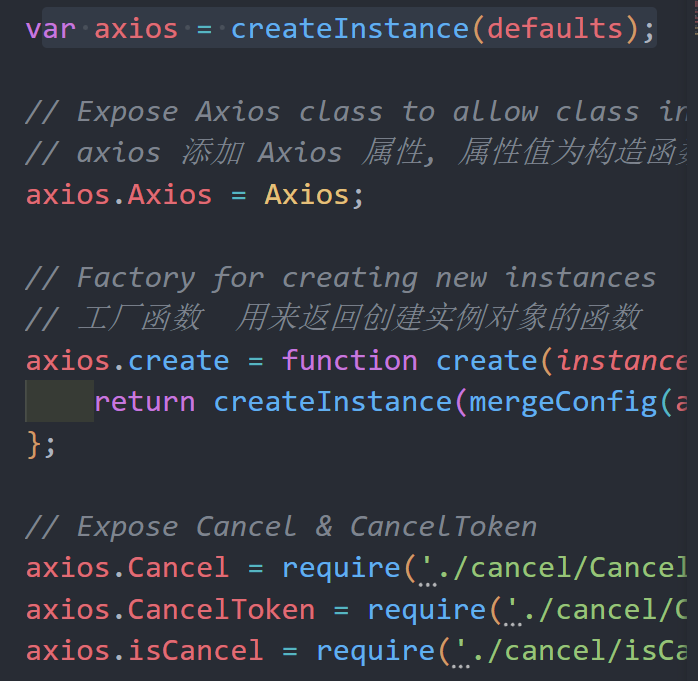 var axios = createInstance(defaults);
// Expose Axios class to allow class in
// axios 添加 Axios 属性, 属性值为构造函
axios.Axios = Axios;
// Factory for creating new instances
// 工厂函数  用来返回创建实例对象的函数
axios.create = function create(instance
return createInstance(mergeConfig(a
};
// Expose Cancel & CancelToken
axios.Cancel = require('./cancel/Cancel
axios.CancelToken = require('./cancel/C
axios.isCancel = require('./cancel/isCa